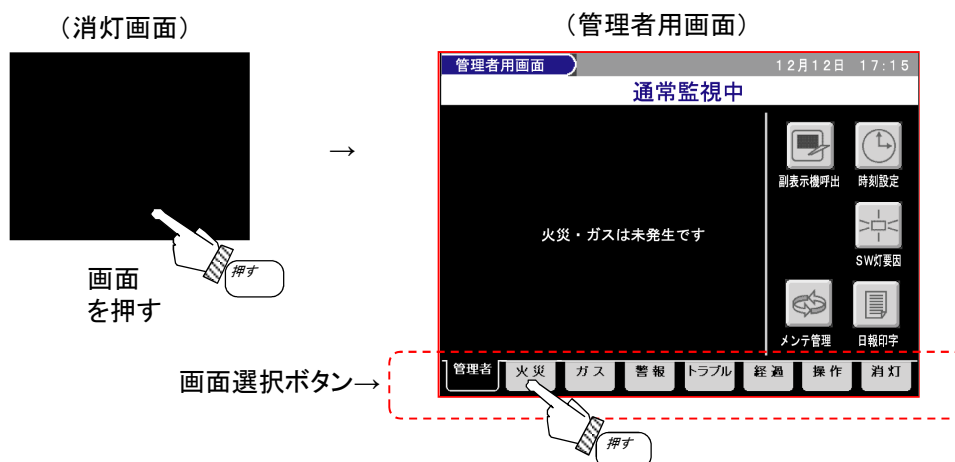 （消灯画面）
（管理者用画面）
管理者用画面
12月12日 17:15
通常監視中
→
火災・ガスは未発生です
副表示機呼出
時刻設定
SW灯要因
メンテ管理
日報印字
押す
画面
を押す
画面選択ボタン→
管理者
火災
ガス
警報
トラブル
経過
操作
消灯
押す